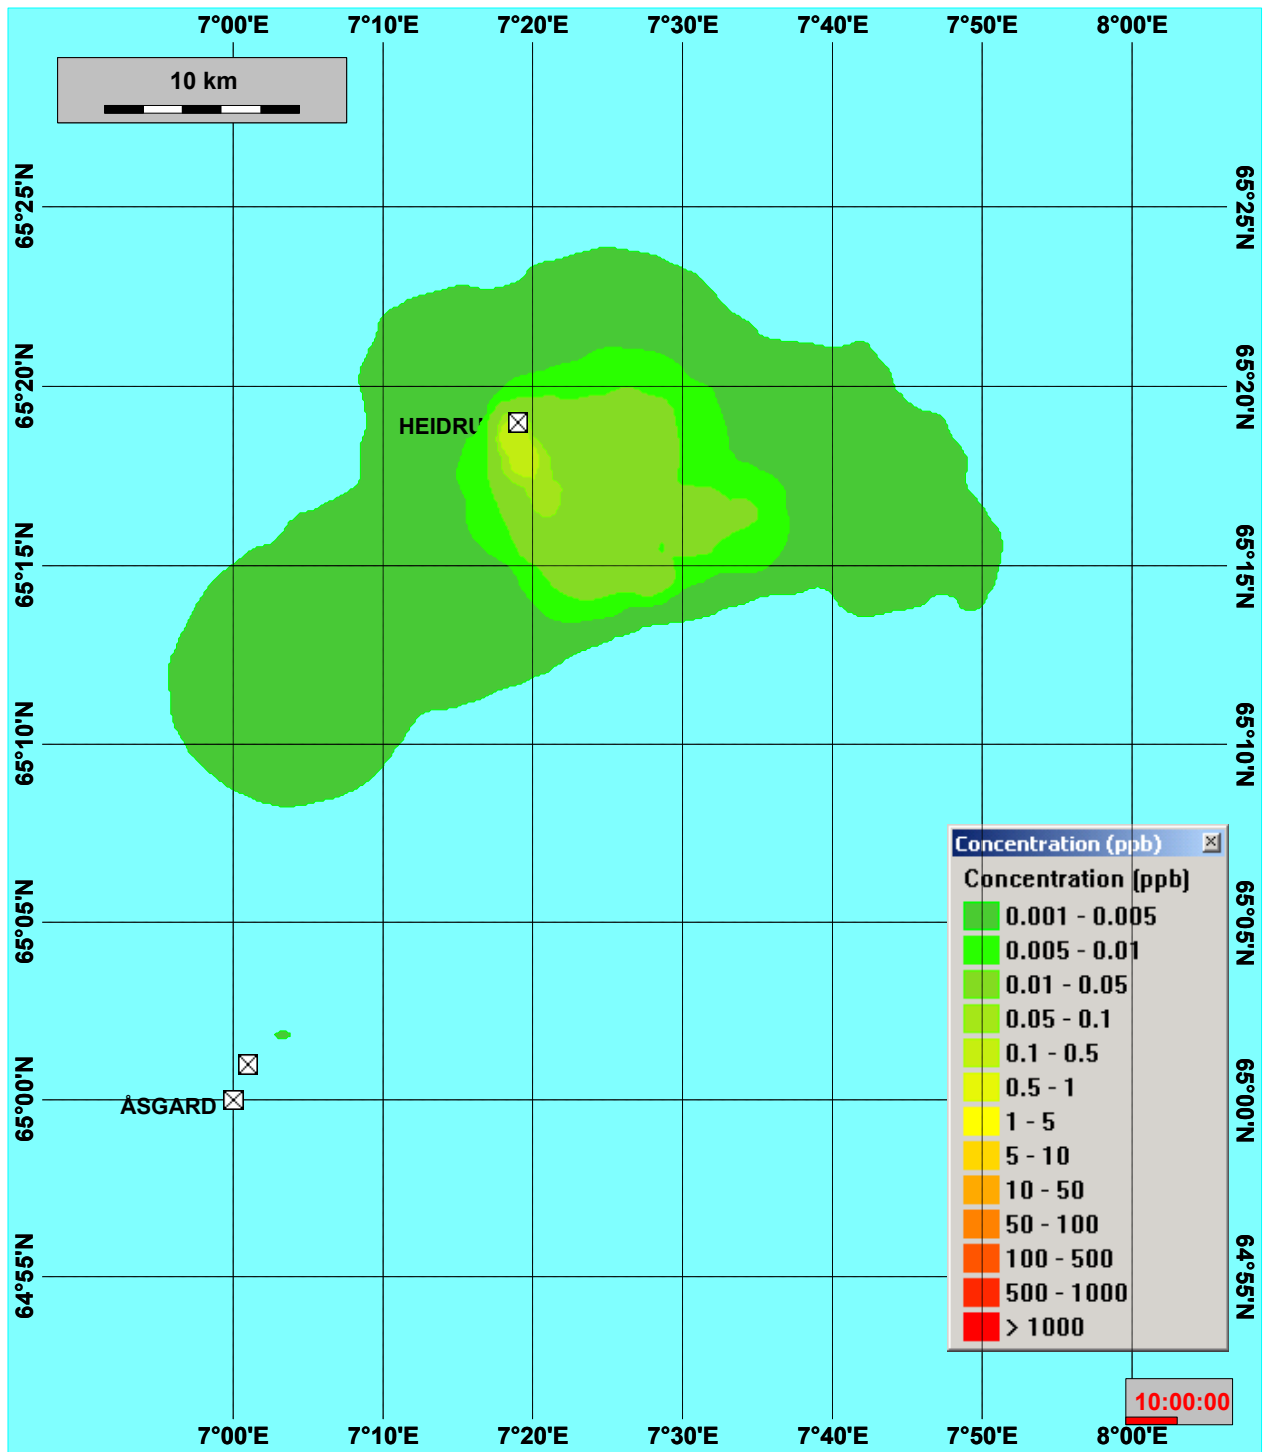 7°00'E 7°10'E 7°20'E 7°30'E 7°40'E 7°50'E 8°00'E
10 km
65°25'N 65°25'N
65°20'N 65°20'N
HEIDRU
65°15'N 65°15'N
65°10'N 65°10'N
Concentration (ppb)
Concentration (ppb)
0.001 - 0.005
65°05'N 65°05'N
0.005 - 0.01
0.01 - 0.05
0.05 - 0.1
0.1 - 0.5
0.5 - 1
65°00'N 65°00'N
ÅSGARD
1 - 5
5 - 10
10 - 50
50 - 100
100 - 500
64°55'N 64°55'N
500 - 1000
> 1000
10:00:00
7°00'E 7°10'E 7°20'E 7°30'E 7°40'E 7°50'E 8°00'E